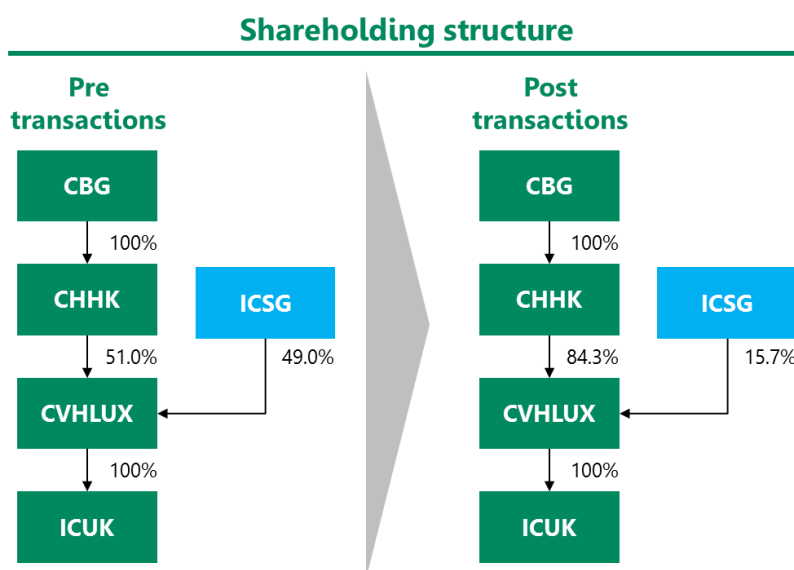 Shareholding structure
Pre
transactions
CBG
100%
CHHK
ICSG
51.0%
49.0%
CVHLUX
100%
ICUK
Post
transactions
CBG
100%
CHHK
ICSG
84.3%
15.7%
CVHLUX
100%
ICUK